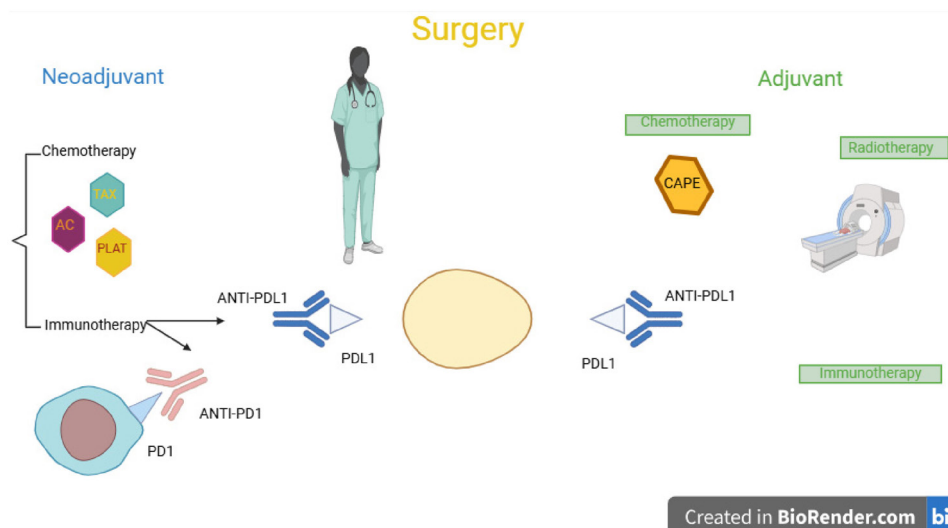 Surgery
Neoadjuvant
Adjuvant
Chemotherapy
TAX
AC
PLAT
Immunotherapy
ANTI-PDL1
PDL1
ANTI-PD1
PD1
Chemotherapy
CAPE
Radiotherapy
ANTI-PDL1
PDL1
Immunotherapy
Created in BioRender.com bi